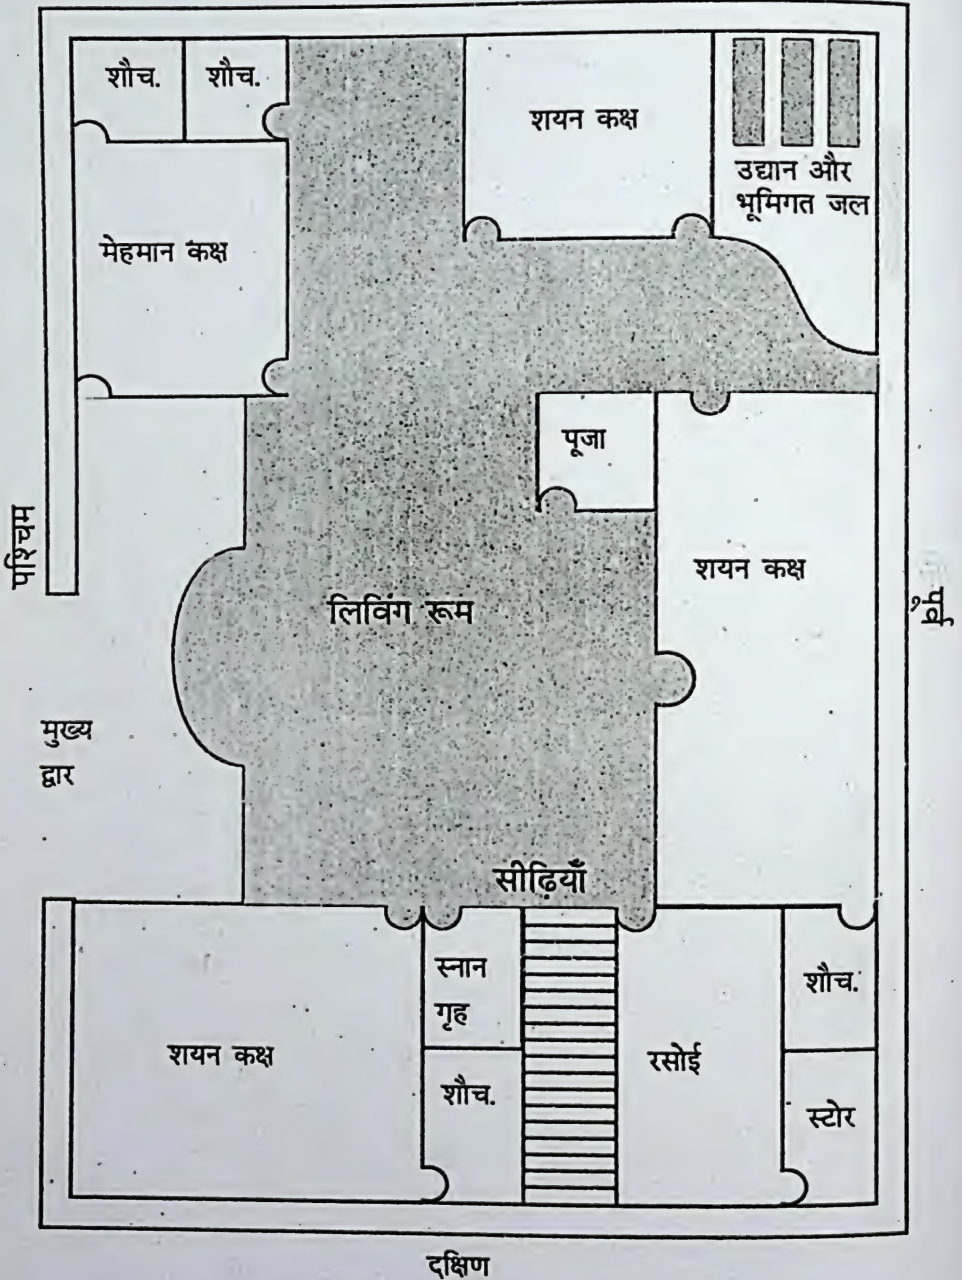 शौच.
शौच.
शयन कक्ष
उद्यान और
भूमिगत जल
मेहमान कक्ष
पूजा
पश्चिम
शयन कक्ष
पूर्व
लिविंग रूम
मुख्य
द्वार
सीढ़ियाँ
स्नान
गृह
शौच.
रसोई
शयन कक्ष
शौच.
स्टोर
दक्षिण